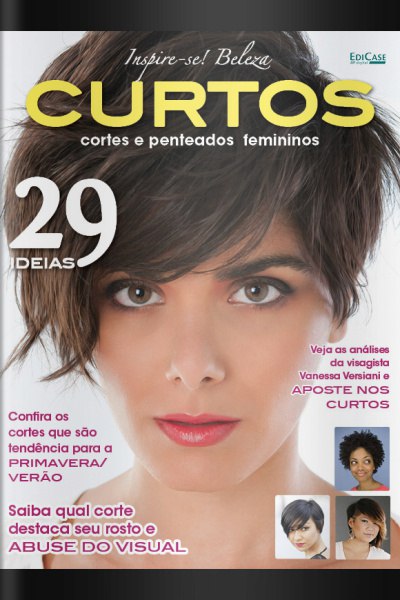 Inspire-se! Beleza
EDICASE
digital
CURTOS
cortes e penteados femininos
29
IDEIAS
Veja as análises
da visagista
Vanessa Versiani e
APOSTE NOS
CURTOS
Confira os
cortes que são
tendência para a
PRIMAVERA/
VERÃO
Saiba qual corte
destaca seu rosto e
ABUSE DO VISUAL